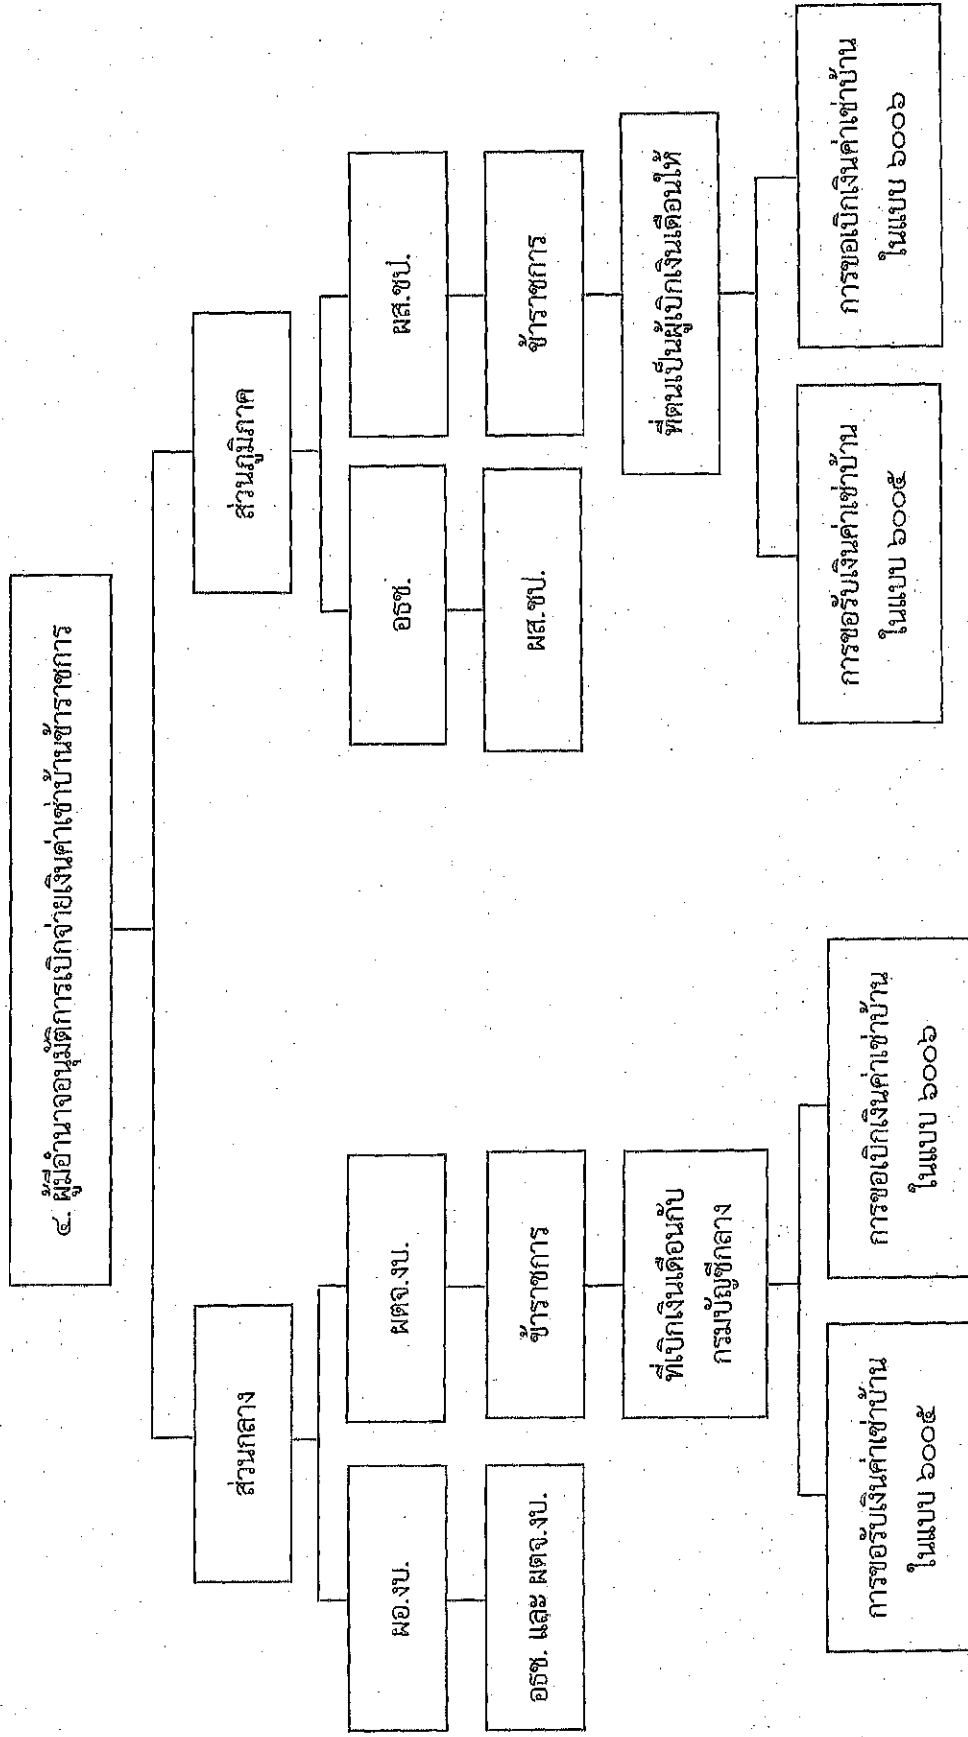 ๔. ผู้มีอำนาจอนุมัติการเบิกจ่ายเงินค่าเช่าบ้านข้าราชการ
ส่วนกลาง
ส่วนภูมิภาค
ผอ.งบ.
ผตจ.งบ.
อธช.
ผส.ชป.
อธช. และ ผตจ.งบ.
ข้าราชการ
ผส.ชป.
ข้าราชการ
ที่เบิกเงินเดือนกับ
กรมบัญชีกลาง
ที่ตนเป็นผู้เบิกเงินเดือนให้
การขอรับเงินค่าเช่าบ้าน
ในแบบ ๖๐๐๕
การขอเบิกเงินค่าเช่าบ้าน
ในแบบ ๖๐๐๖
การขอรับเงินค่าเช่าบ้าน
ในแบบ ๖๐๐๕
การขอเบิกเงินค่าเช่าบ้าน
ในแบบ ๖๐๐๖